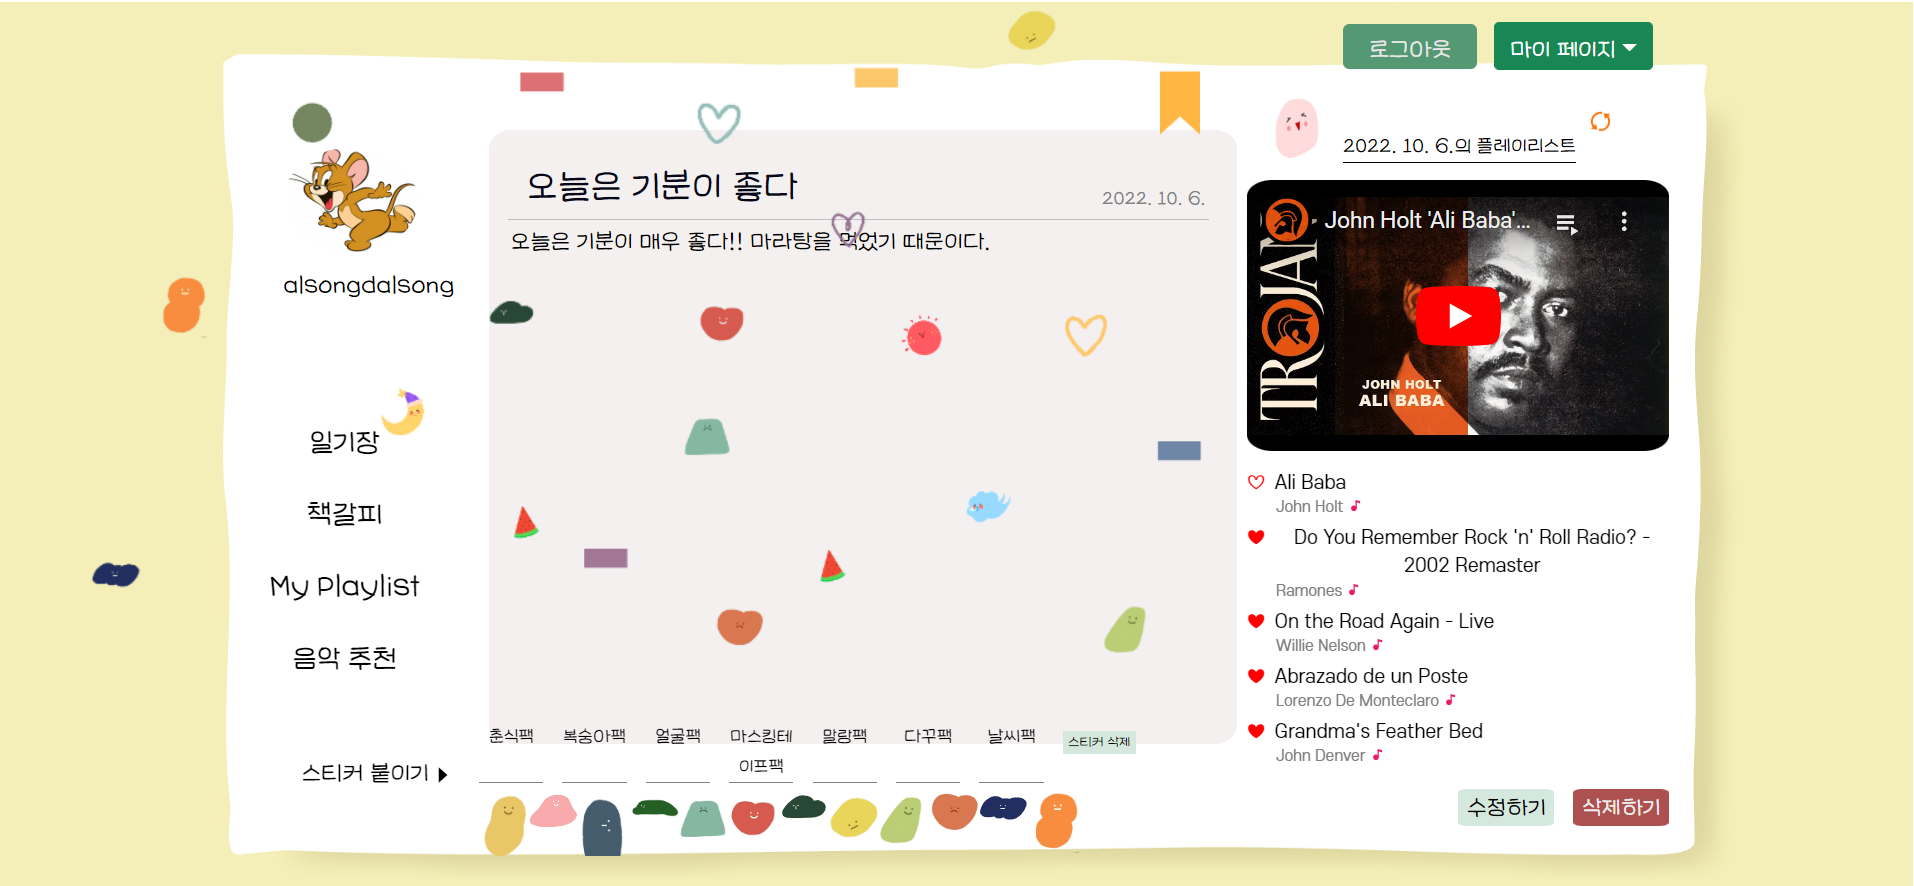 로그아웃
마이 페이지
alsongdalsong
일기장
책갈피
My Playlist
음악 추천
스티커 붙이기
오늘은 기분이 좋다
2022. 10. 6.
오늘은 기분이 매우 좋다!! 마라탕을 먹었기 때문이다.
춘식팩
복숭아팩
얼굴팩
마스킹테
이프팩
말랑팩
다꾸팩
날씨팩
스티커 삭제
2022. 10. 6.의 플레이리스트
John Holt 'Ali Baba'...
TROJAN
JOHN HOLT
ALI BABA
Ali Baba
John Holt
Do You Remember Rock 'n' Roll Radio? -
2002 Remaster
Ramones
On the Road Again - Live
Willie Nelson
Abrazado de un Poste
Lorenzo De Monteclaro
Grandma's Feather Bed
John Denver
수정하기
삭제하기